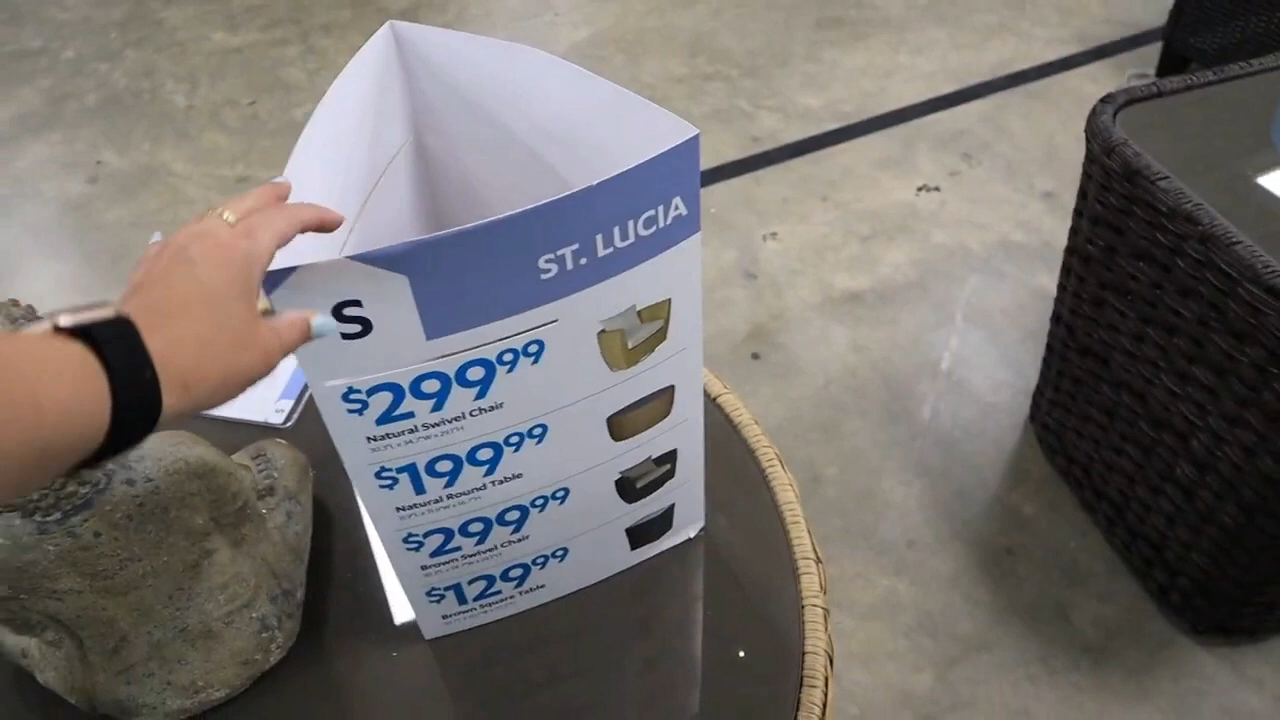 ST. LUCIA
S
$299⁹⁹
Natural Swivel Chair
$199⁹⁹
Natural Round Table
$299⁹⁹
Brown Swivel Chair
$129⁹⁹
Brown Square Table